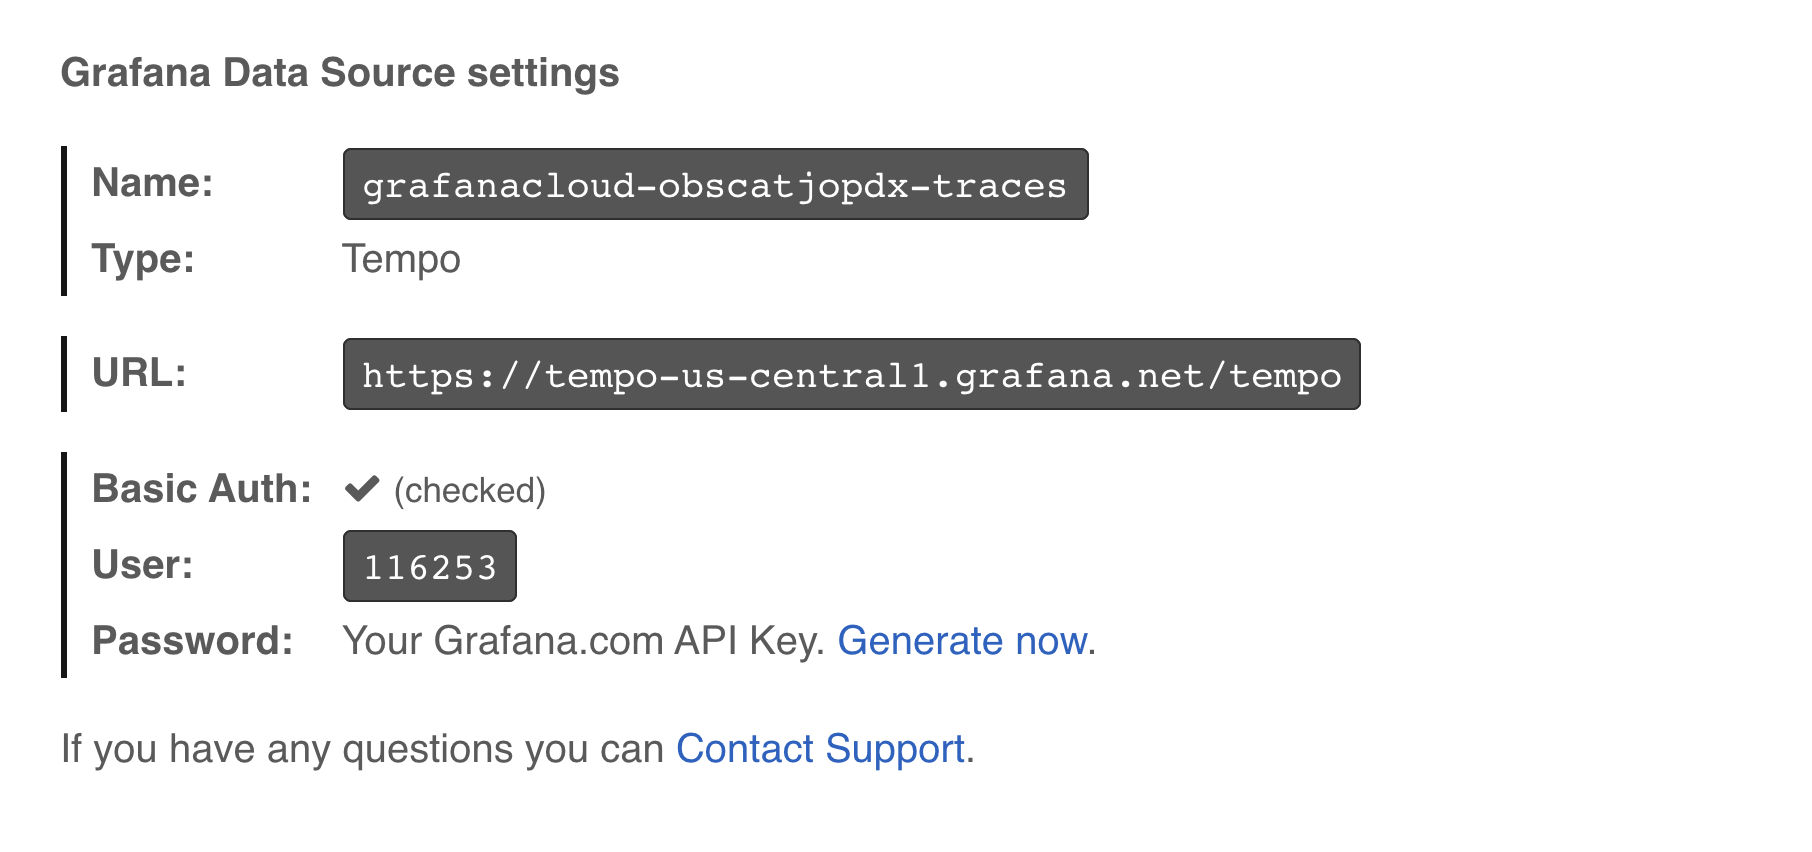 Grafana Data Source settings
Name: grafanacloud-obscatjopdx-traces
Type: Tempo
URL: https://tempo-us-central1.grafana.net/tempo
Basic Auth: ✔ (checked)
User: 116253
Password: Your Grafana.com API Key. Generate now.
If you have any questions you can Contact Support.